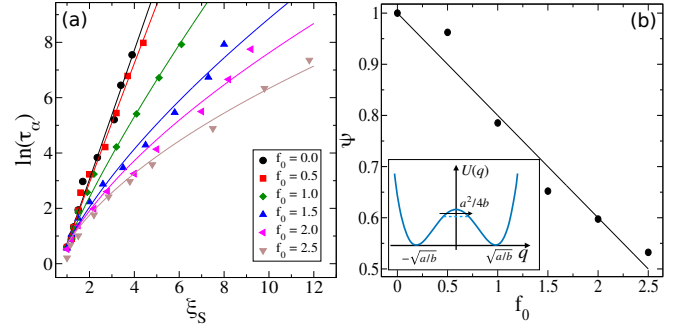 (a)
ln(τα)
8
6
4
2
0
2
4
6
8
10
12
ξS
f0 = 0.0
f0 = 0.5
f0 = 1.0
f0 = 1.5
f0 = 2.0
f0 = 2.5
(b)
ψ
1
0.9
0.8
0.7
0.6
0.5
0
0.5
1
1.5
2
2.5
f0
U(q)
a²/4b
−√a/b
√a/b
q